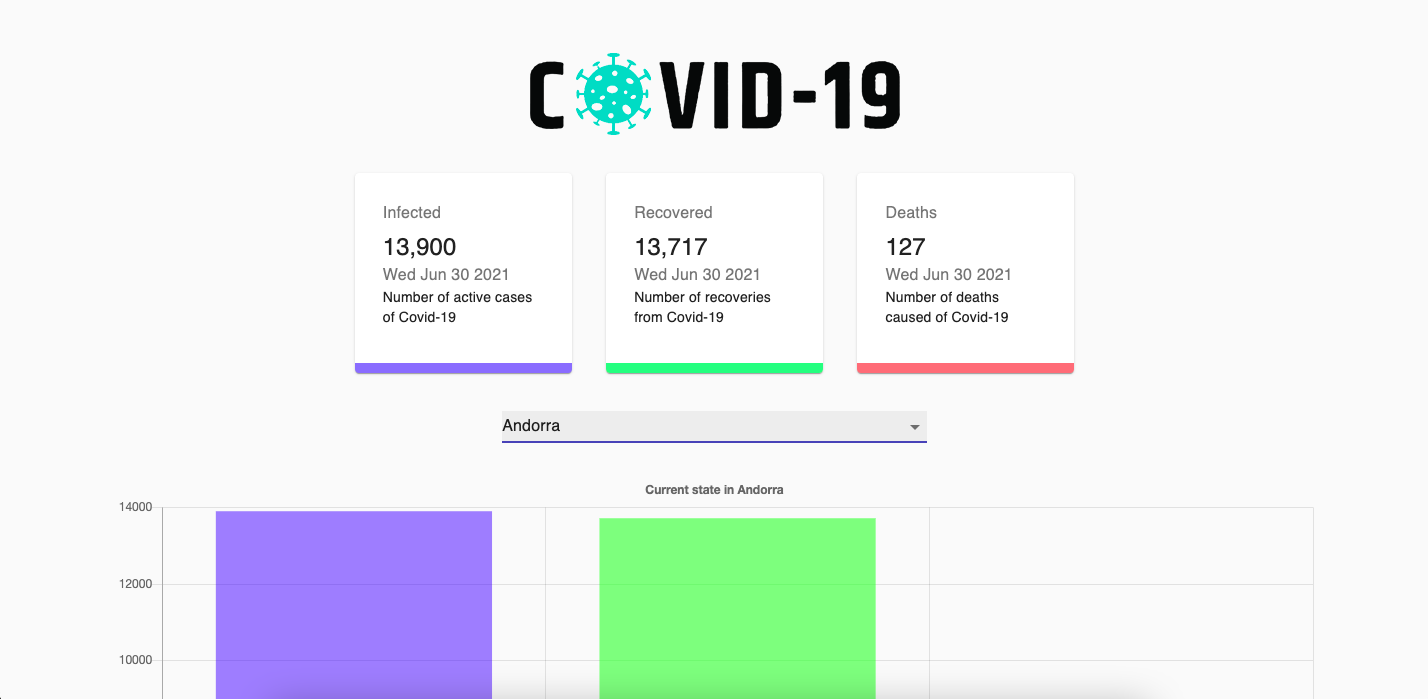 COVID-19
Infected
13,900
Wed Jun 30 2021
Number of active cases
of Covid-19
Recovered
13,717
Wed Jun 30 2021
Number of recoveries
from Covid-19
Deaths
127
Wed Jun 30 2021
Number of deaths
caused of Covid-19
Andorra
Current state in Andorra
14000
12000
10000